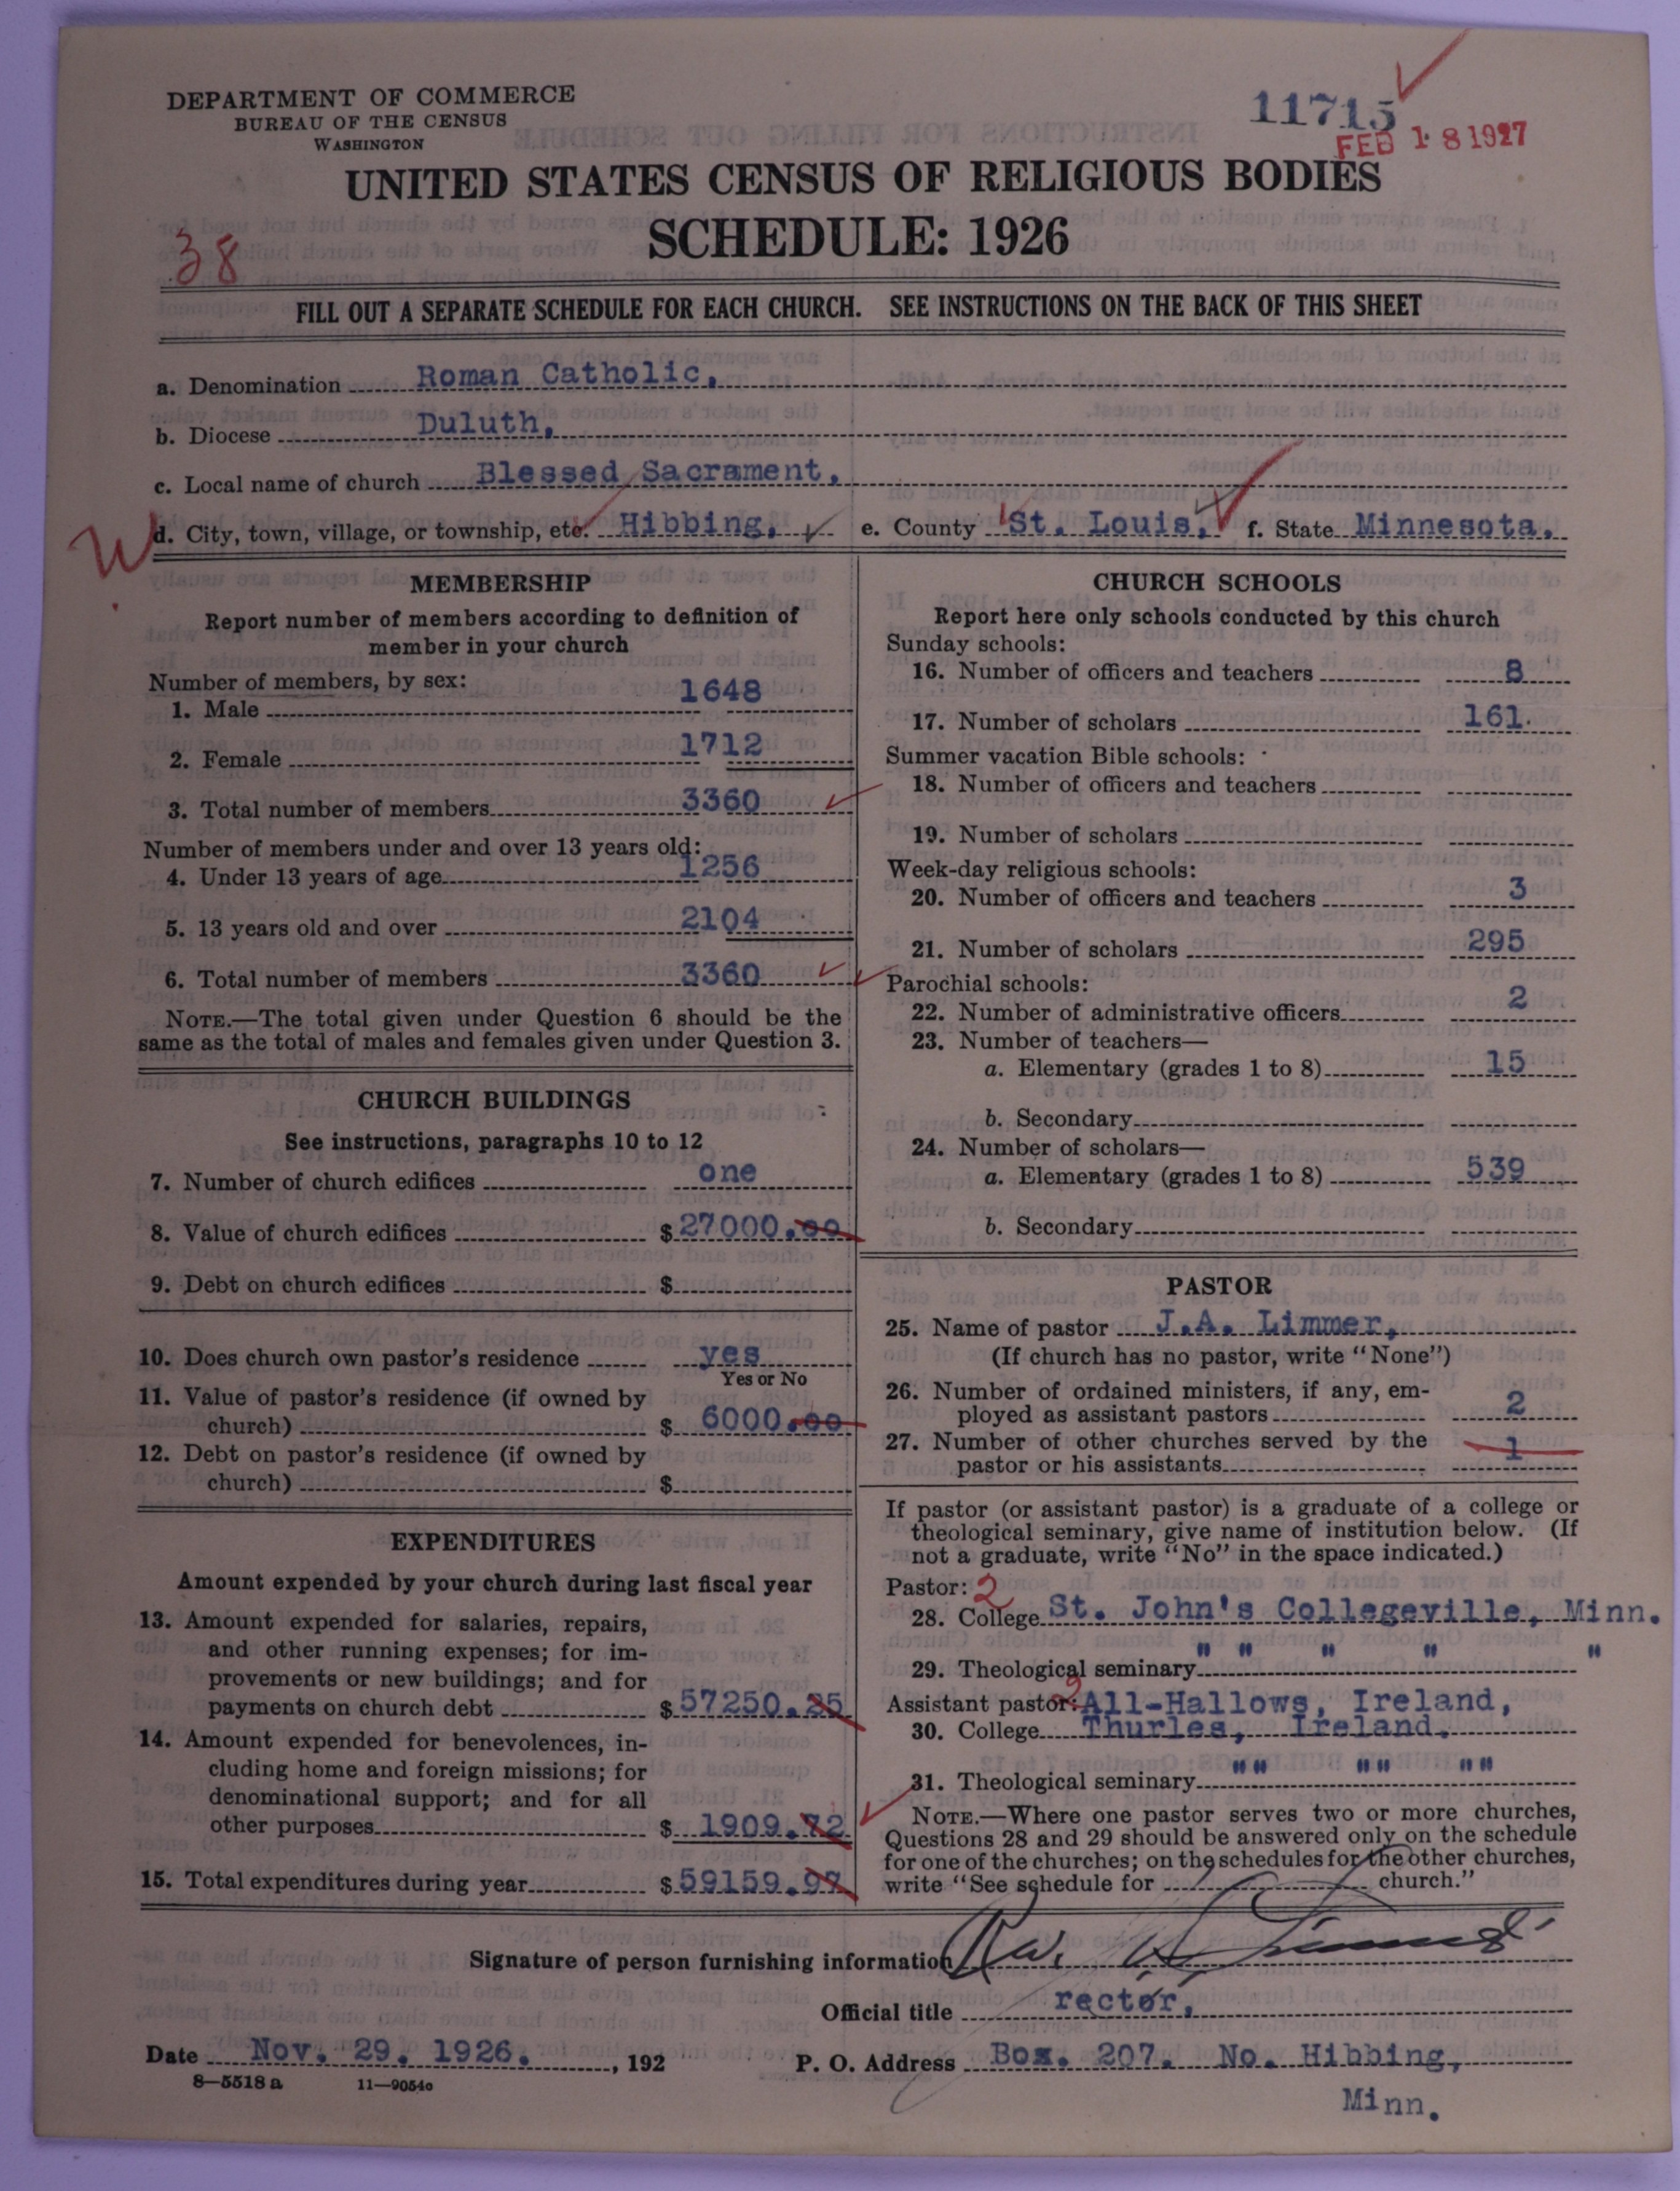 DEPARTMENT OF COMMERCE
BUREAU OF THE CENSUS
WASHINGTON
11715
FEB 18 1927
UNITED STATES CENSUS OF RELIGIOUS BODIES
SCHEDULE: 1926
38
FILL OUT A SEPARATE SCHEDULE FOR EACH CHURCH. SEE INSTRUCTIONS ON THE BACK OF THIS SHEET
a. Denomination Roman Catholic,
b. Diocese Duluth,
c. Local name of church Blessed Sacrament,
d. City, town, village, or township, etc. Hibbing, e. County St. Louis, f. State Minnesota.
MEMBERSHIP
Report number of members according to definition of
member in your church
Number of members, by sex:
1. Male 1648
2. Female 1712
3. Total number of members 3360
Number of members under and over 13 years old:
4. Under 13 years of age 1256
5. 13 years old and over 2104
6. Total number of members 3360
NOTE.—The total given under Question 6 should be the
same as the total of males and females given under Question 3.
CHURCH BUILDINGS
See instructions, paragraphs 10 to 12
7. Number of church edifices one
8. Value of church edifices $27000.00
9. Debt on church edifices $
10. Does church own pastor's residence yes
Yes or No
11. Value of pastor's residence (if owned by
church) $ 6000.00
12. Debt on pastor's residence (if owned by
church) $
EXPENDITURES
Amount expended by your church during last fiscal year
13. Amount expended for salaries, repairs,
and other running expenses; for im-
provements or new buildings; and for
payments on church debt $57250.25
14. Amount expended for benevolences, in-
cluding home and foreign missions; for
denominational support; and for all
other purposes $ 1909.72
15. Total expenditures during year $59159.97
CHURCH SCHOOLS
Report here only schools conducted by this church
Sunday schools:
16. Number of officers and teachers 8
17. Number of scholars 161.
Summer vacation Bible schools:
18. Number of officers and teachers
19. Number of scholars
Week-day religious schools:
20. Number of officers and teachers 3
21. Number of scholars 295
Parochial schools:
22. Number of administrative officers 2
23. Number of teachers—
a. Elementary (grades 1 to 8) 15
b. Secondary
24. Number of scholars—
a. Elementary (grades 1 to 8) 539
b. Secondary
PASTOR
25. Name of pastor J.A. Limmer,
(If church has no pastor, write "None")
26. Number of ordained ministers, if any, em-
ployed as assistant pastors 2
27. Number of other churches served by the
pastor or his assistants 1
If pastor (or assistant pastor) is a graduate of a college or
theological seminary, give name of institution below. (If
not a graduate, write "No" in the space indicated.)
Pastor: 2
28. College St. John's Collegeville, Minn.
29. Theological seminary " " " " "
Assistant pastor: All-Hallows, Ireland,
30. College Thurles, Ireland.
31. Theological seminary "" "" ""
NOTE.—Where one pastor serves two or more churches,
Questions 28 and 29 should be answered only on the schedule
for one of the churches; on the schedules for the other churches,
write "See schedule for church."
Signature of person furnishing information Rev.
Official title rector,
Date Nov. 29. 1926. , 192 P. O. Address Box. 207. No. Hibbing,
8—5518 a 11—9054c
Minn.